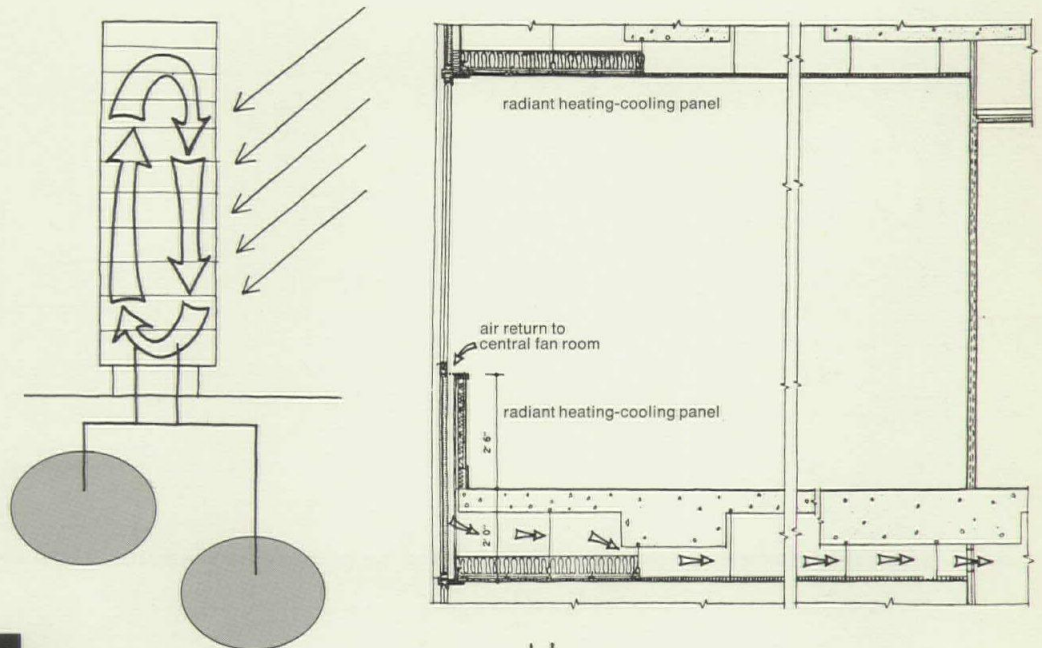 radiant heating-cooling panel
air return to
central fan room
radiant heating-cooling panel
2'-6"
2'-0"